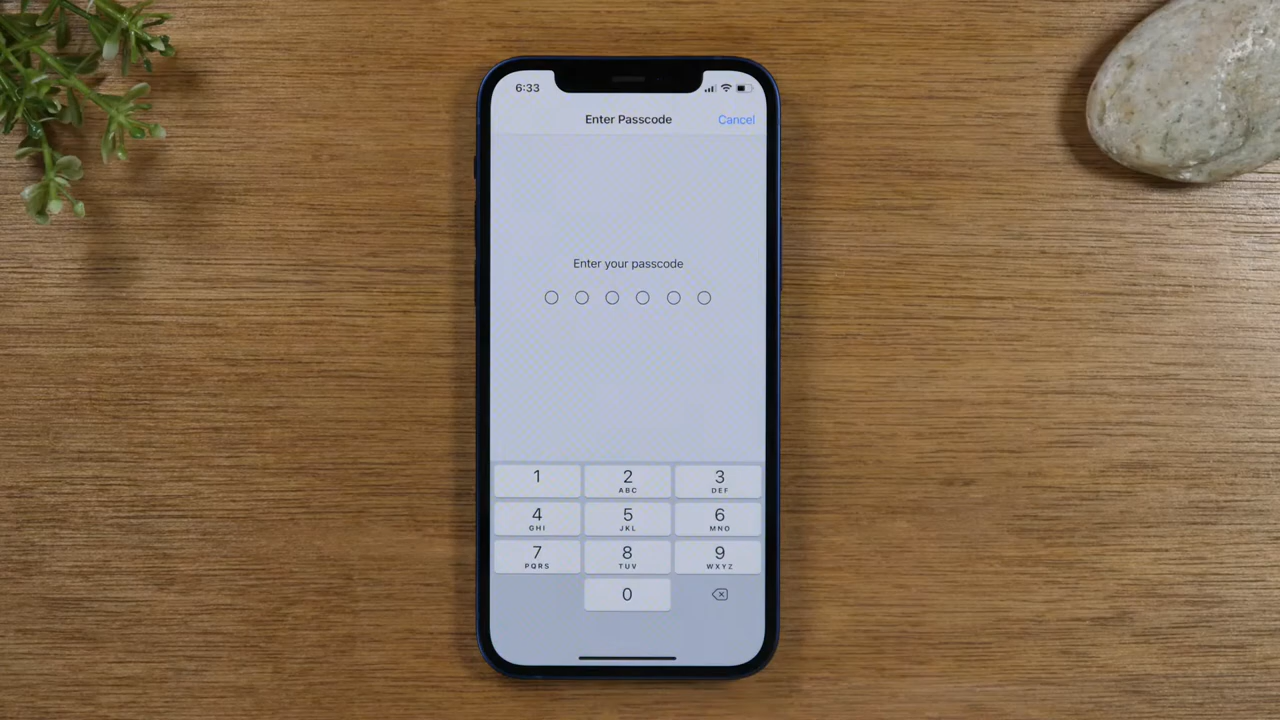 6:33
Enter Passcode Cancel
Enter your passcode
1 2 3
ABC DEF
4 5 6
GHI JKL MNO
7 8 9
PQRS TUV WXYZ
0